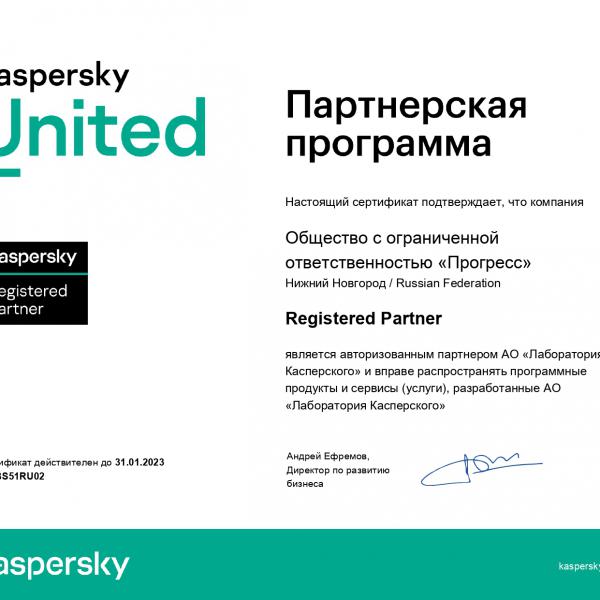 aspersky
United
aspersky
egistered
artner
ификат действителен до 31.01.2023
S51RU02
Партнерская
программа
Настоящий сертификат подтверждает, что компания
Общество с ограниченной
ответственностью «Прогресс»
Нижний Новгород / Russian Federation
Registered Partner
является авторизованным партнером АО «Лаборатория
Касперского» и вправе распространять программные
продукты и сервисы (услуги), разработанные АО
«Лаборатория Касперского»
Андрей Ефремов,
Директор по развитию
бизнеса
aspersky
kaspersky